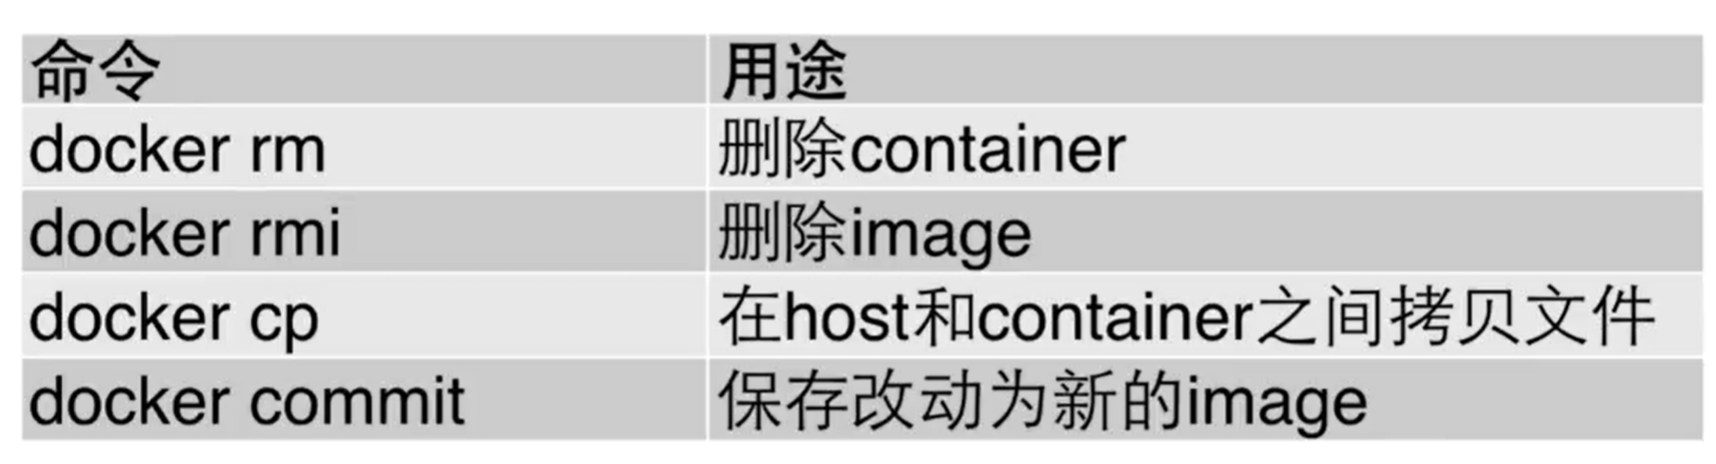 命令 用途
docker rm 删除container
docker rmi 删除image
docker cp 在host和container之间拷贝文件
docker commit 保存改动为新的image